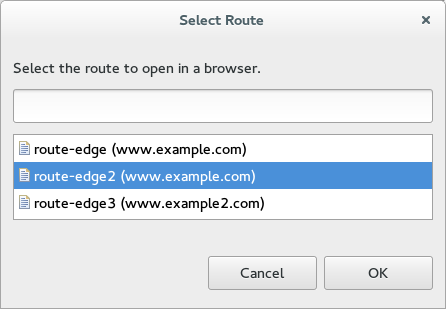 Select Route
Select the route to open in a browser.
route-edge (www.example.com)
route-edge2 (www.example.com)
route-edge3 (www.example2.com)
Cancel OK